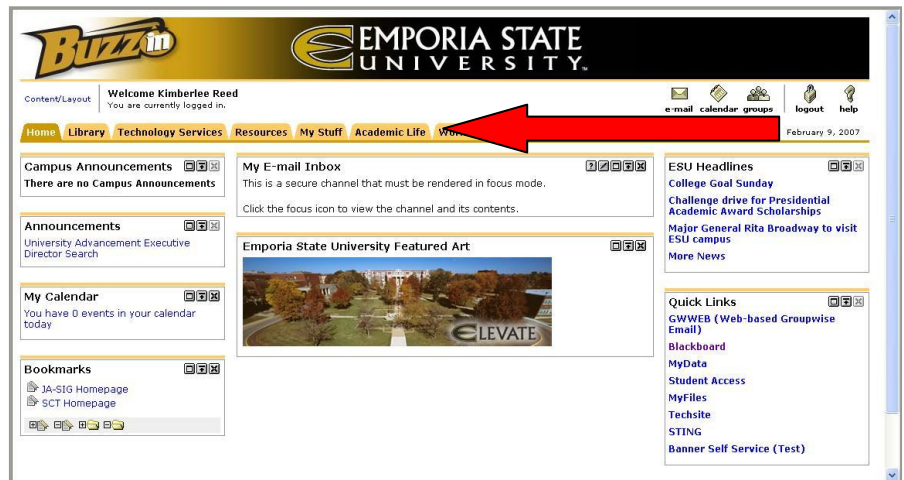 Buzzin
EMPORIA STATE
UNIVERSITY™
Content/Layout
Welcome Kimberlee Reed
You are currently logged in.
e-mail calendar groups logout help
Home Library Technology Services Resources My Stuff Academic Life
February 9, 2007
Campus Announcements
There are no Campus Announcements
Announcements
University Advancement Executive
Director Search
My Calendar
You have 0 events in your calendar
today
Bookmarks
JA-SIG Homepage
SCT Homepage
My E-mail Inbox
This is a secure channel that must be rendered in focus mode.
Click the focus icon to view the channel and its contents.
Emporia State University Featured Art
ELEVATE
ESU Headlines
College Goal Sunday
Challenge drive for Presidential
Academic Award Scholarships
Major General Rita Broadway to visit
ESU campus
More News
Quick Links
GWWEB (Web-based Groupwise
Email)
Blackboard
MyData
Student Access
MyFiles
Techsite
STING
Banner Self Service (Test)